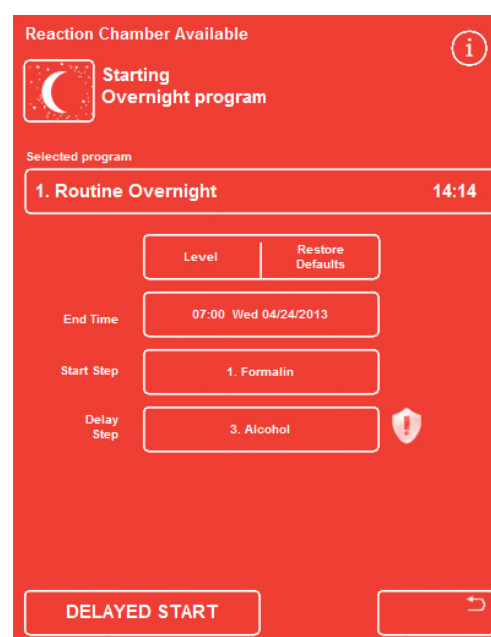 Reaction Chamber Available
i
Starting
Overnight program
Selected program
1. Routine Overnight 14:14
Level
Restore
Defaults
End Time 07:00 Wed 04/24/2013
Start Step 1. Formalin
Delay
Step
3. Alcohol
!
DELAYED START